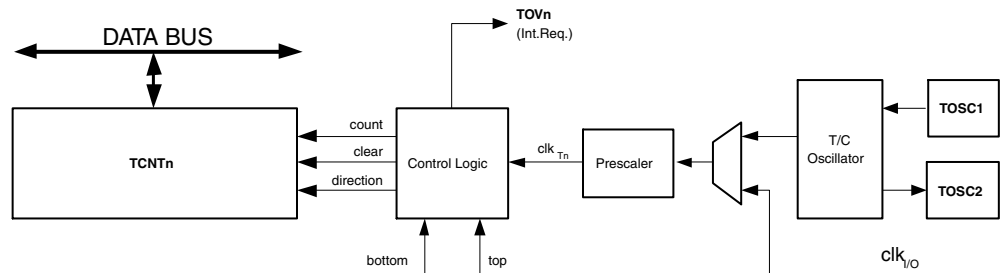 TOVn
(Int.Req.)
DATA BUS
TCNTn
count
clear
direction
Control Logic
clkTn
Prescaler
T/C
Oscillator
TOSC1
TOSC2
bottom
top
clkI/O